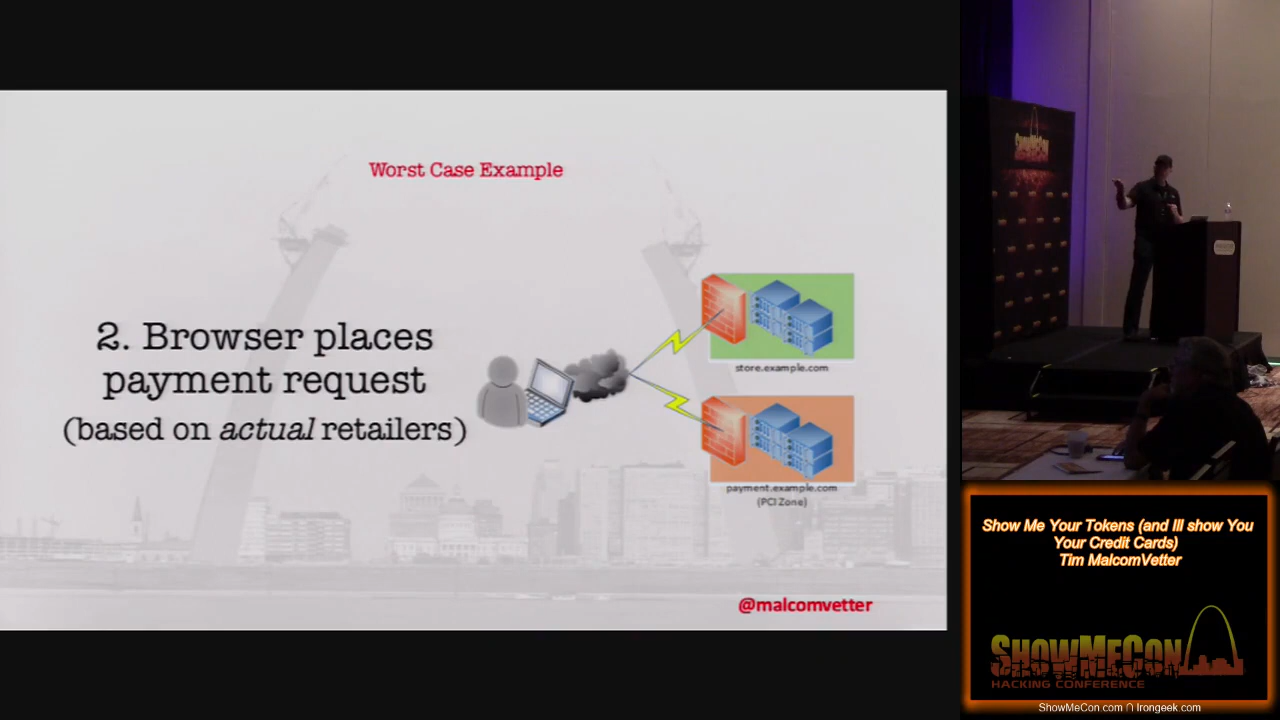 Worst Case Example
2. Browser places
payment request
(based on actual retailers)
store.example.com
payment.example.com
(PCI Zone)
@malcomvetter
SHOWMECON
Show Me Your Tokens (and Ill show You
Your Credit Cards)
Tim MalcomVetter
SHOWMECON
HACKING CONFERENCE
ShowMeCon.com ∩ Irongeek.com